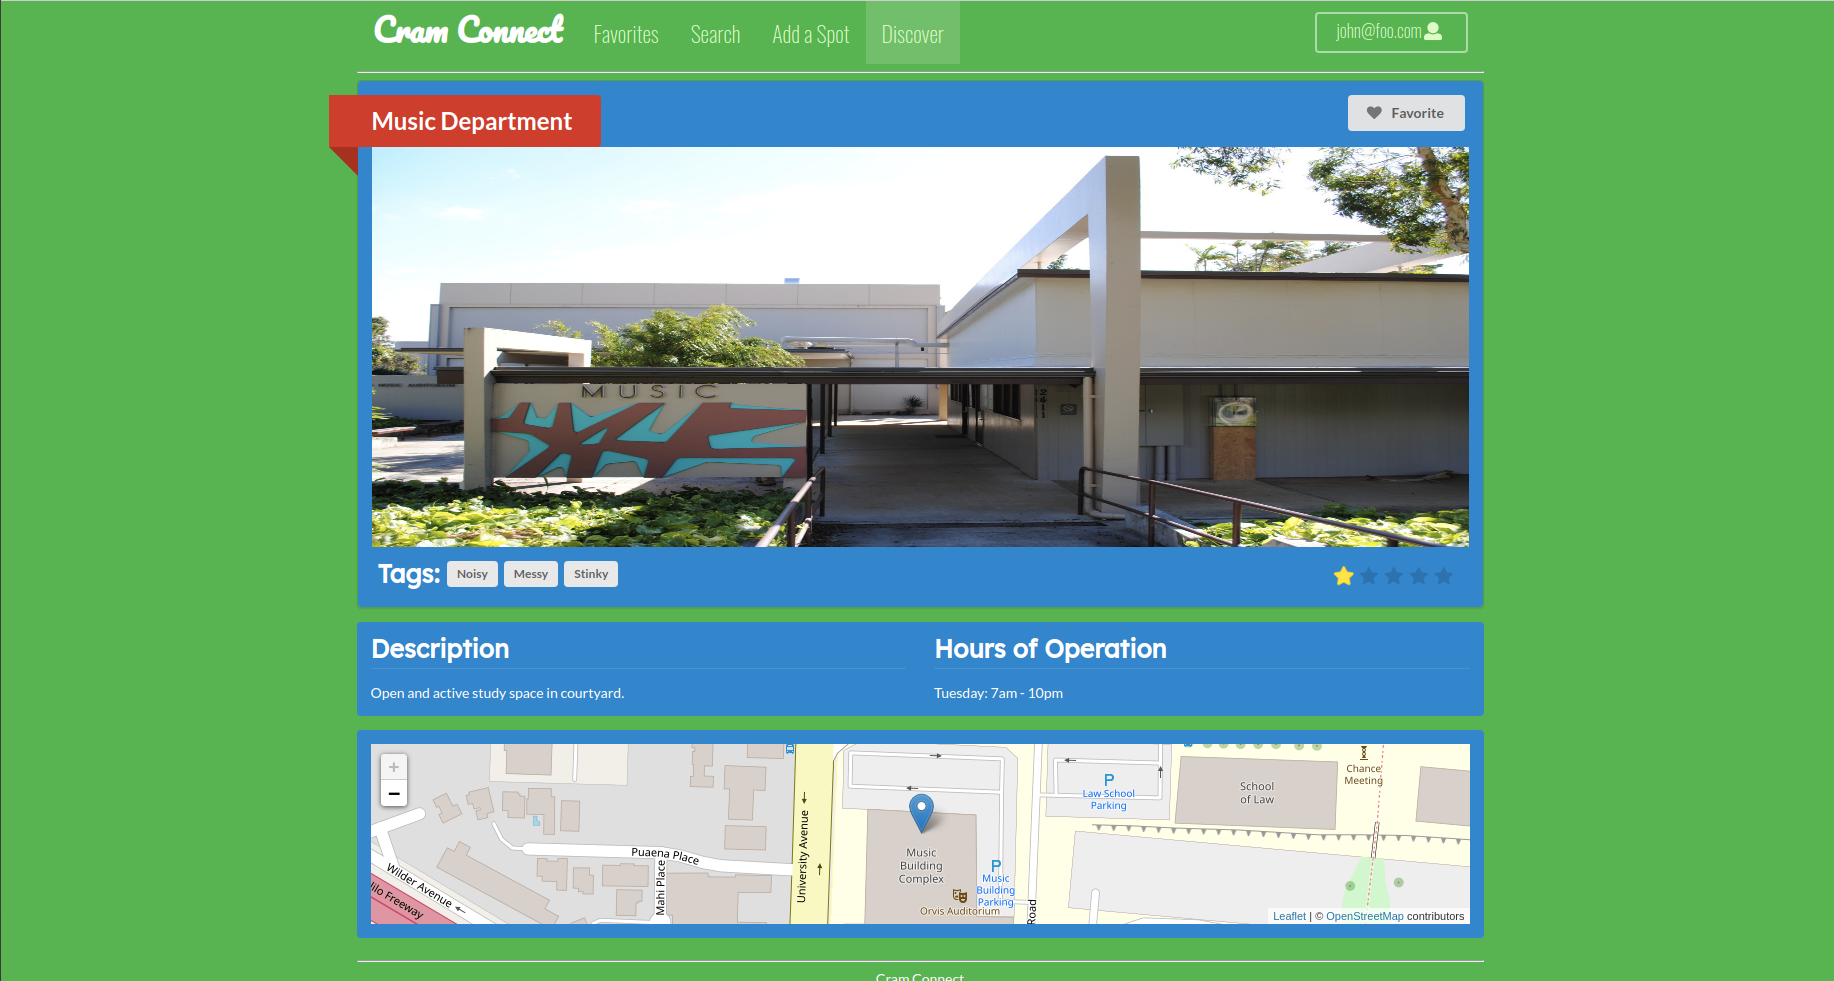 Cram Connect Favorites Search Add a Spot Discover john@foo.com
Music Department
Favorite
MUSIC
2411
Tags: Noisy Messy Stinky
Description
Open and active study space in courtyard.
Hours of Operation
Tuesday: 7am - 10pm
+
−
Puaena Place
Mahi Place
Wilder Avenue
ilo Freeway
University Avenue
Music
Building
Complex
Orvis Auditorium
P
Music
Building
Parking
Road
P
Law School
Parking
School
of Law
Chance
Meeting
Leaflet | © OpenStreetMap contributors
Cram Connect